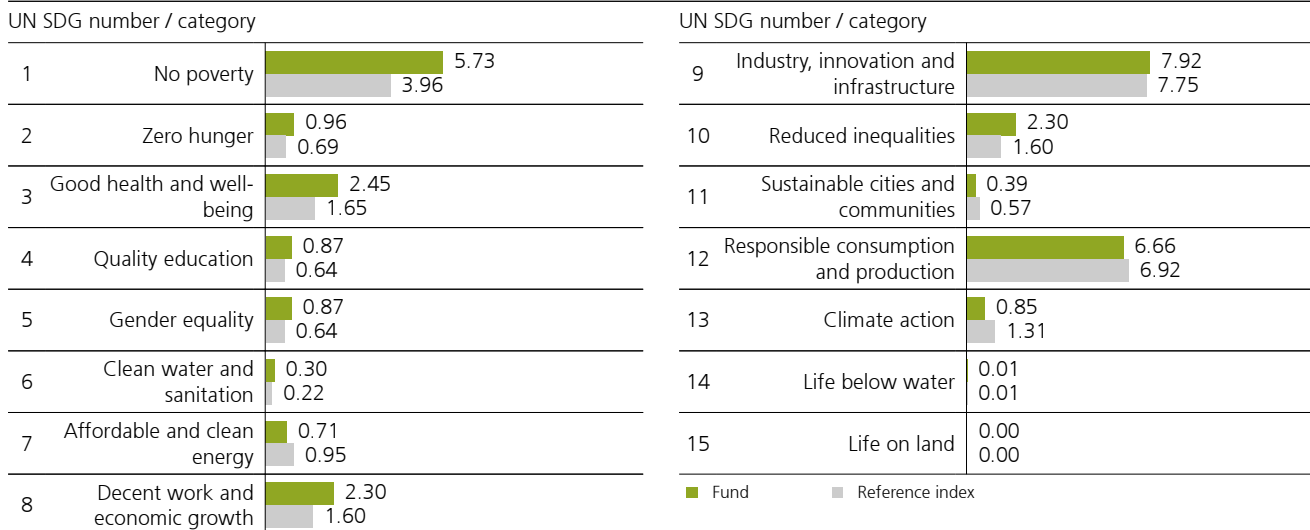 UN SDG number / category
1 No poverty 5.73
3.96
2 Zero hunger 0.96
0.69
3 Good health and well-
being 2.45
1.65
4 Quality education 0.87
0.64
5 Gender equality 0.87
0.64
6 Clean water and
sanitation 0.30
0.22
7 Affordable and clean
energy 0.71
0.95
8 Decent work and
economic growth 2.30
1.60
UN SDG number / category
9 Industry, innovation and
infrastructure 7.92
7.75
10 Reduced inequalities 2.30
1.60
11 Sustainable cities and
communities 0.39
0.57
12 Responsible consumption
and production 6.66
6.92
13 Climate action 0.85
1.31
14 Life below water 0.01
0.01
15 Life on land 0.00
0.00
Fund Reference index